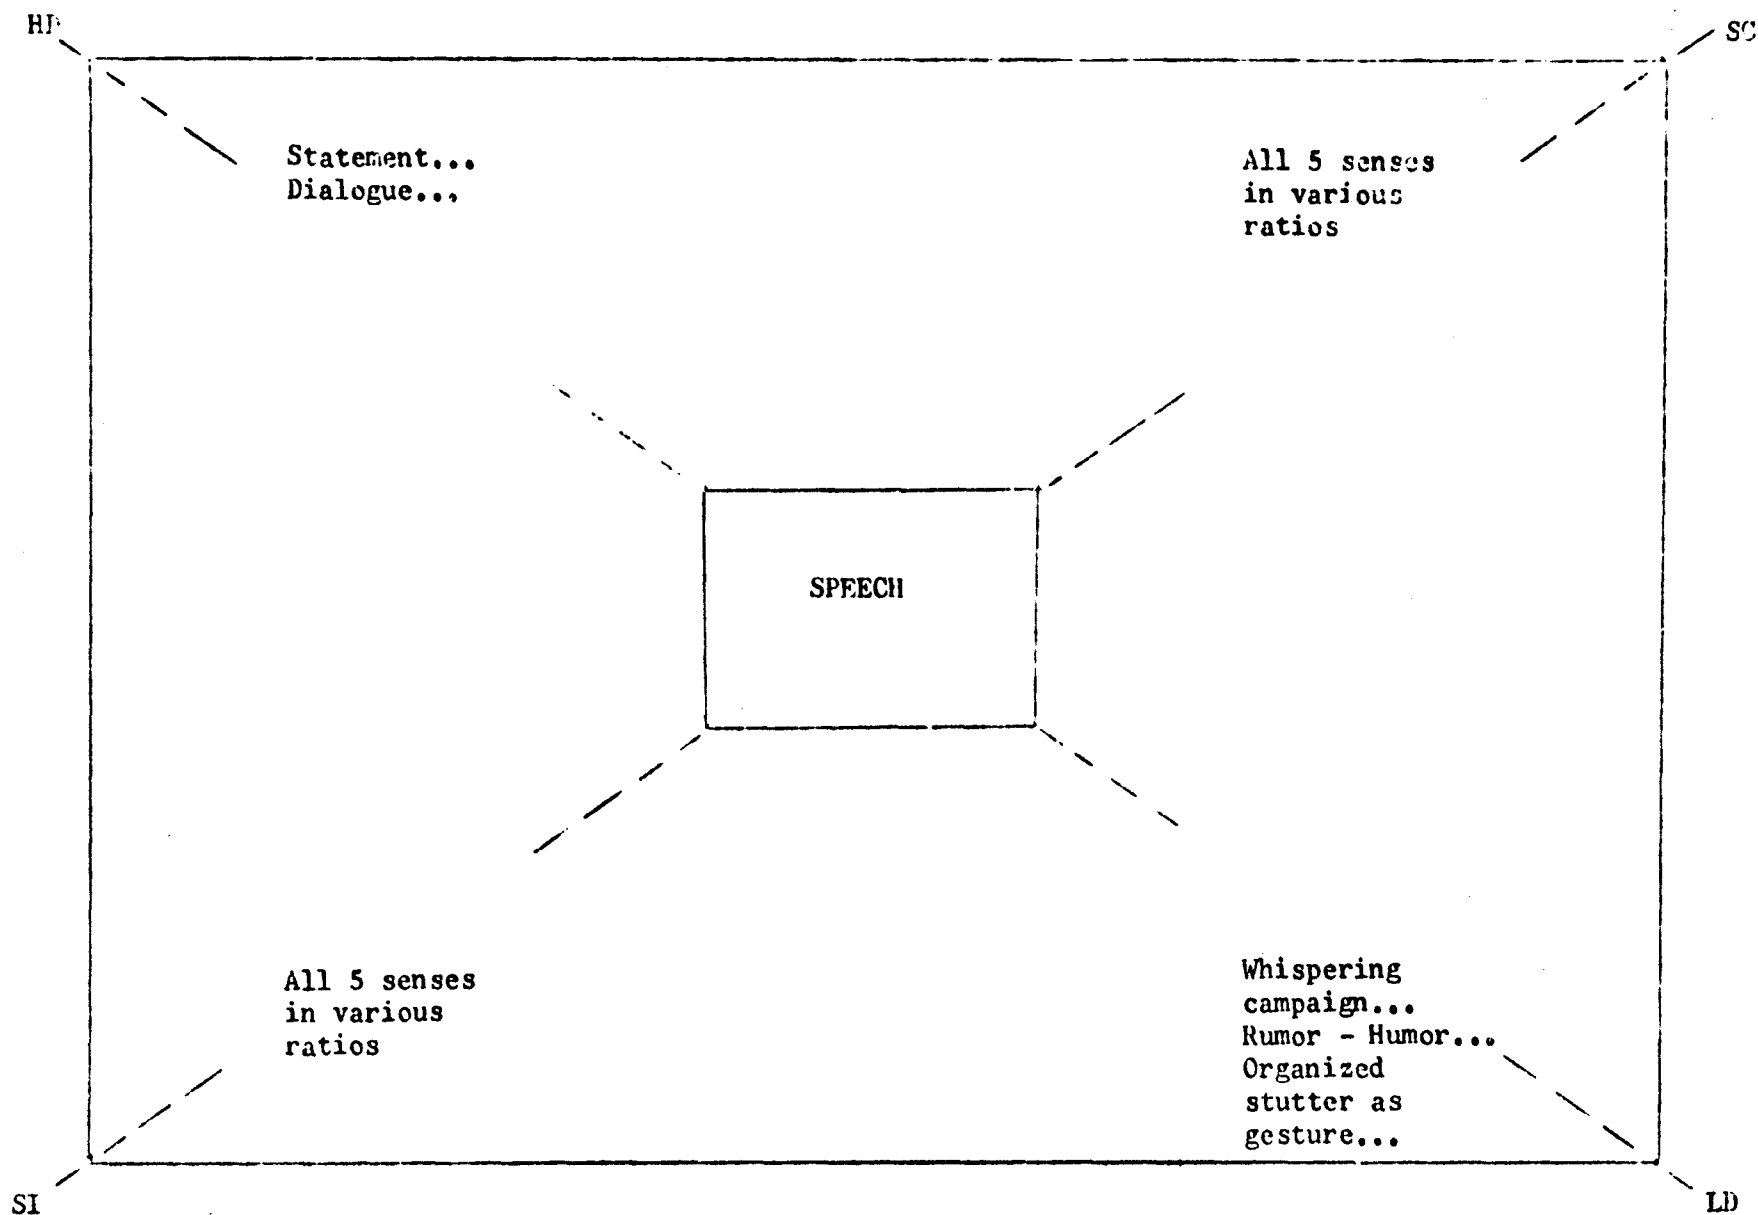 HD
SC
Statement...
Dialogue...
All 5 senses
in various
ratios
SPEECH
All 5 senses
in various
ratios
Whispering
campaign...
Rumor - Humor...
Organized
stutter as
gesture...
SI
LD